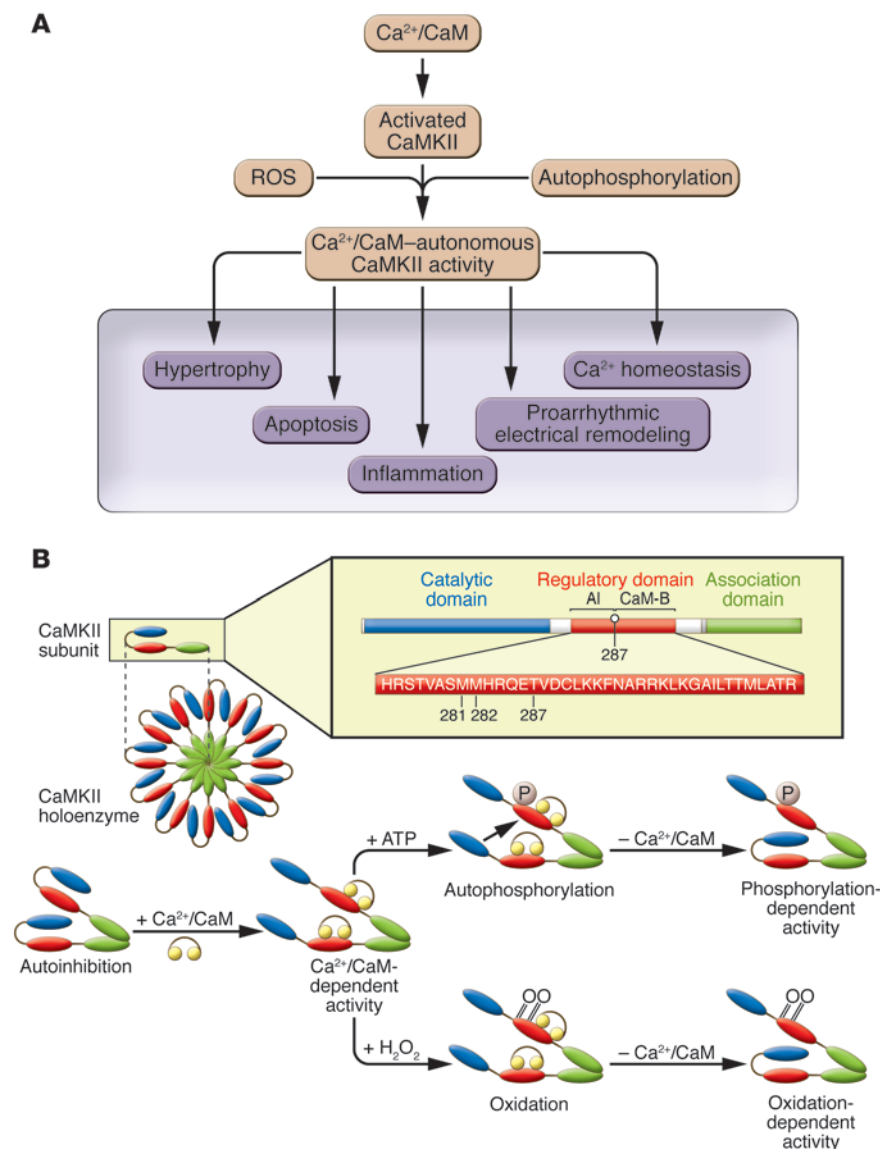 A
Ca²⁺/CaM
Activated
CaMKII
ROS
Autophosphorylation
Ca²⁺/CaM–autonomous
CaMKII activity
Hypertrophy
Ca²⁺ homeostasis
Apoptosis
Proarrhythmic
electrical remodeling
Inflammation
B
CaMKII
subunit
Catalytic
domain
Regulatory domain
AI
CaM-B
Association
domain
287
HRSTVASMMHRQETVDCLKKFNARRKLKGAILTTMLATR
281
282
287
CaMKII
holoenzyme
Autoinhibition
+ Ca²⁺/CaM
Ca²⁺/CaM-
dependent
activity
+ ATP
P
Autophosphorylation
– Ca²⁺/CaM
P
Phosphorylation-
dependent
activity
+ H₂O₂
OO
Oxidation
– Ca²⁺/CaM
OO
Oxidation-
dependent
activity